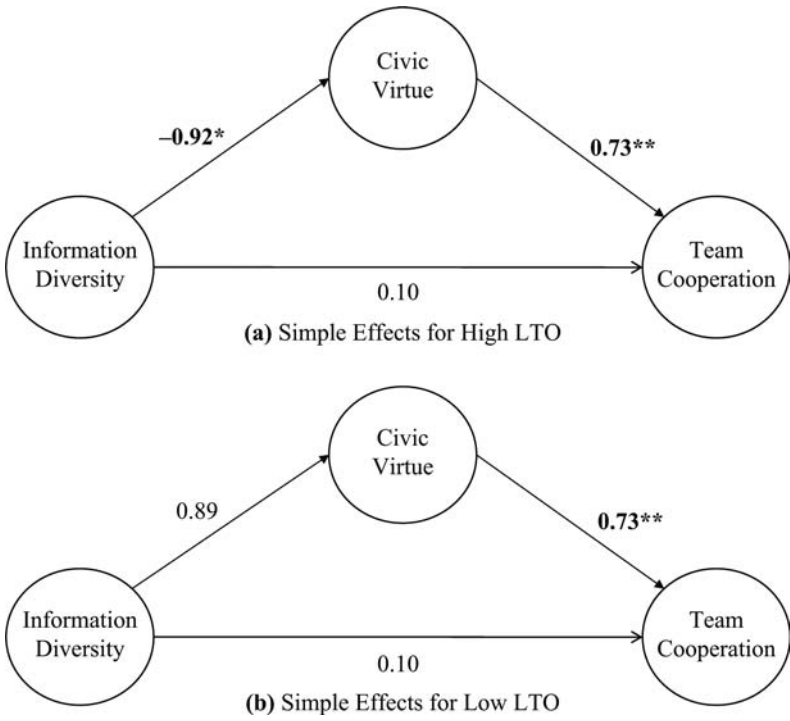 Civic
Virtue
–0.92*
0.73**
Information
Diversity
Team
Cooperation
0.10
(a) Simple Effects for High LTO
Civic
Virtue
0.89
0.73**
Information
Diversity
Team
Cooperation
0.10
(b) Simple Effects for Low LTO